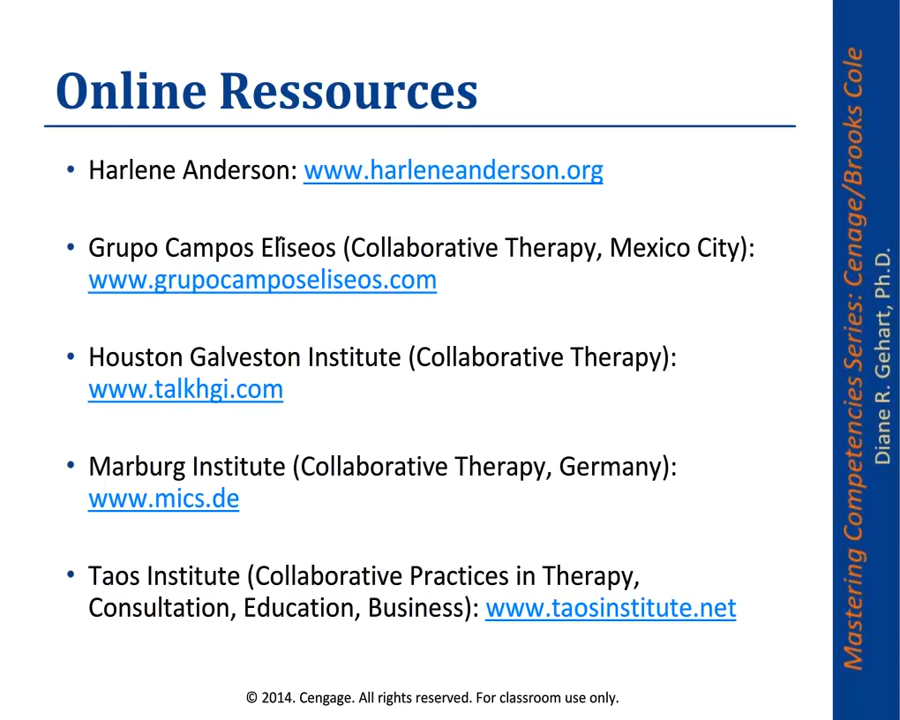 Online Ressources
• Harlene Anderson: www.harleneanderson.org
• Grupo Campos Elìseos (Collaborative Therapy, Mexico City):
www.grupocamposeliseos.com
• Houston Galveston Institute (Collaborative Therapy):
www.talkhgi.com
• Marburg Institute (Collaborative Therapy, Germany):
www.mics.de
• Taos Institute (Collaborative Practices in Therapy,
Consultation, Education, Business): www.taosinstitute.net
© 2014. Cengage. All rights reserved. For classroom use only.
Mastering Competencies Series: Cenage/Brooks Cole
Diane R. Gehart, Ph.D.